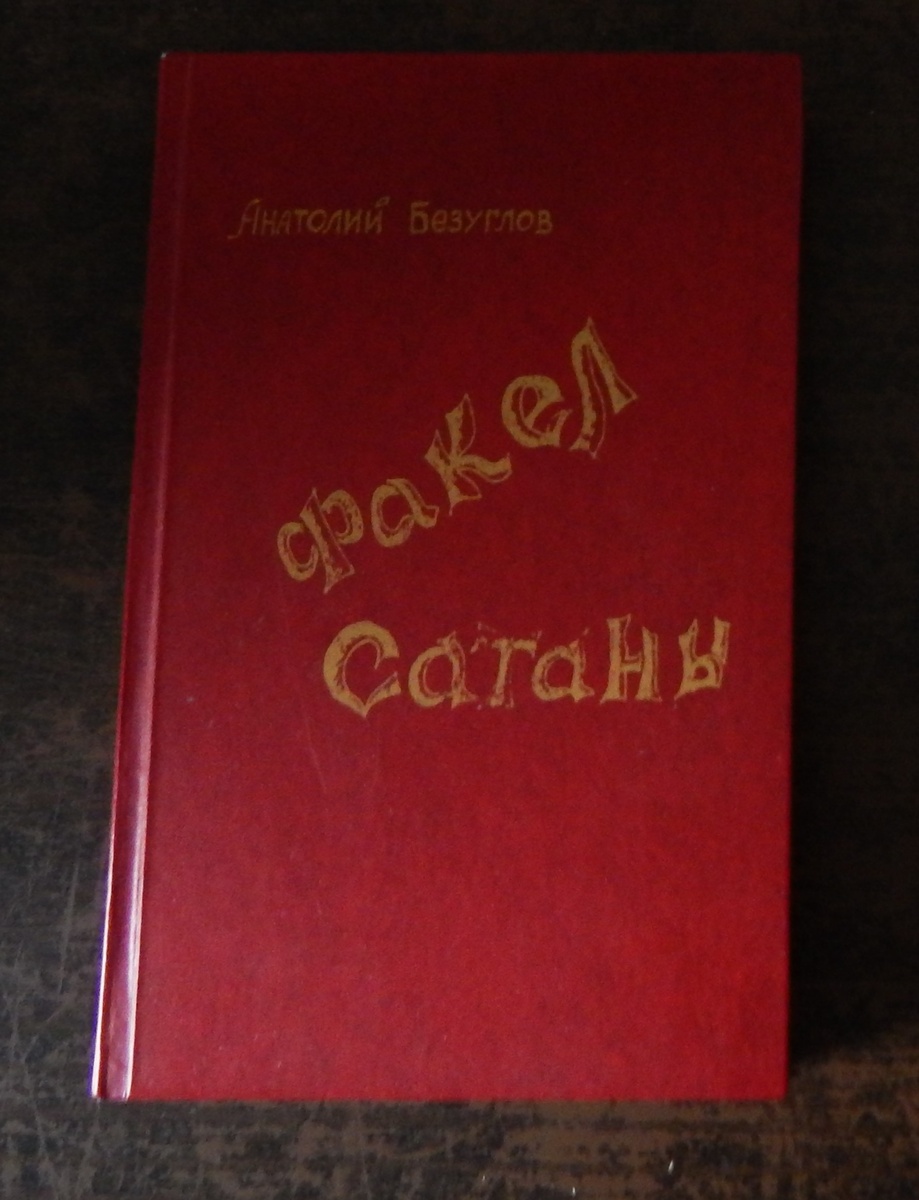 Анатолий Безуглов
Факел
Сатаны